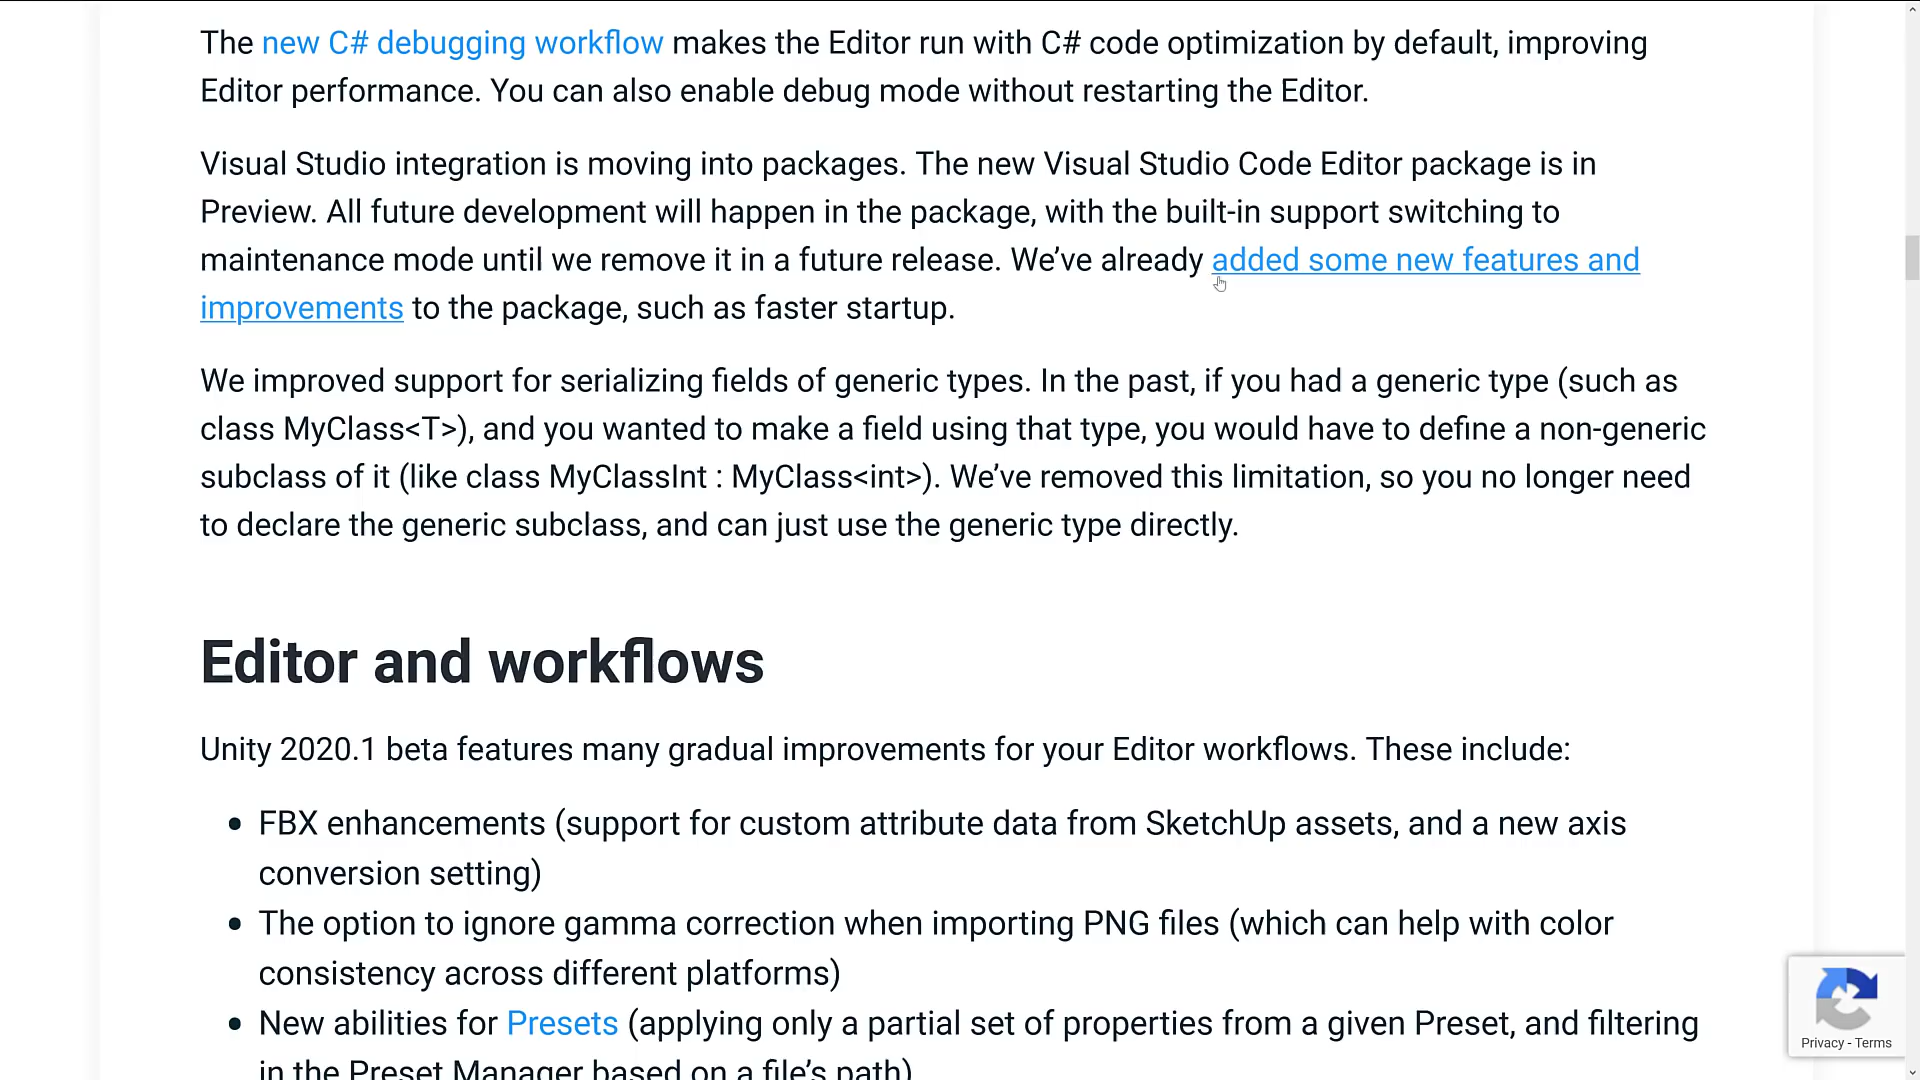 The new C# debugging workflow makes the Editor run with C# code optimization by default, improving
Editor performance. You can also enable debug mode without restarting the Editor.
Visual Studio integration is moving into packages. The new Visual Studio Code Editor package is in
Preview. All future development will happen in the package, with the built-in support switching to
maintenance mode until we remove it in a future release. We’ve already added some new features and
improvements to the package, such as faster startup.
We improved support for serializing fields of generic types. In the past, if you had a generic type (such as
class MyClass<T>), and you wanted to make a field using that type, you would have to define a non-generic
subclass of it (like class MyClassInt : MyClass<int>). We’ve removed this limitation, so you no longer need
to declare the generic subclass, and can just use the generic type directly.
Editor and workflows
Unity 2020.1 beta features many gradual improvements for your Editor workflows. These include:
• FBX enhancements (support for custom attribute data from SketchUp assets, and a new axis
conversion setting)
• The option to ignore gamma correction when importing PNG files (which can help with color
consistency across different platforms)
• New abilities for Presets (applying only a partial set of properties from a given Preset, and filtering
in the Preset Manager based on a file’s path)
Privacy - Terms